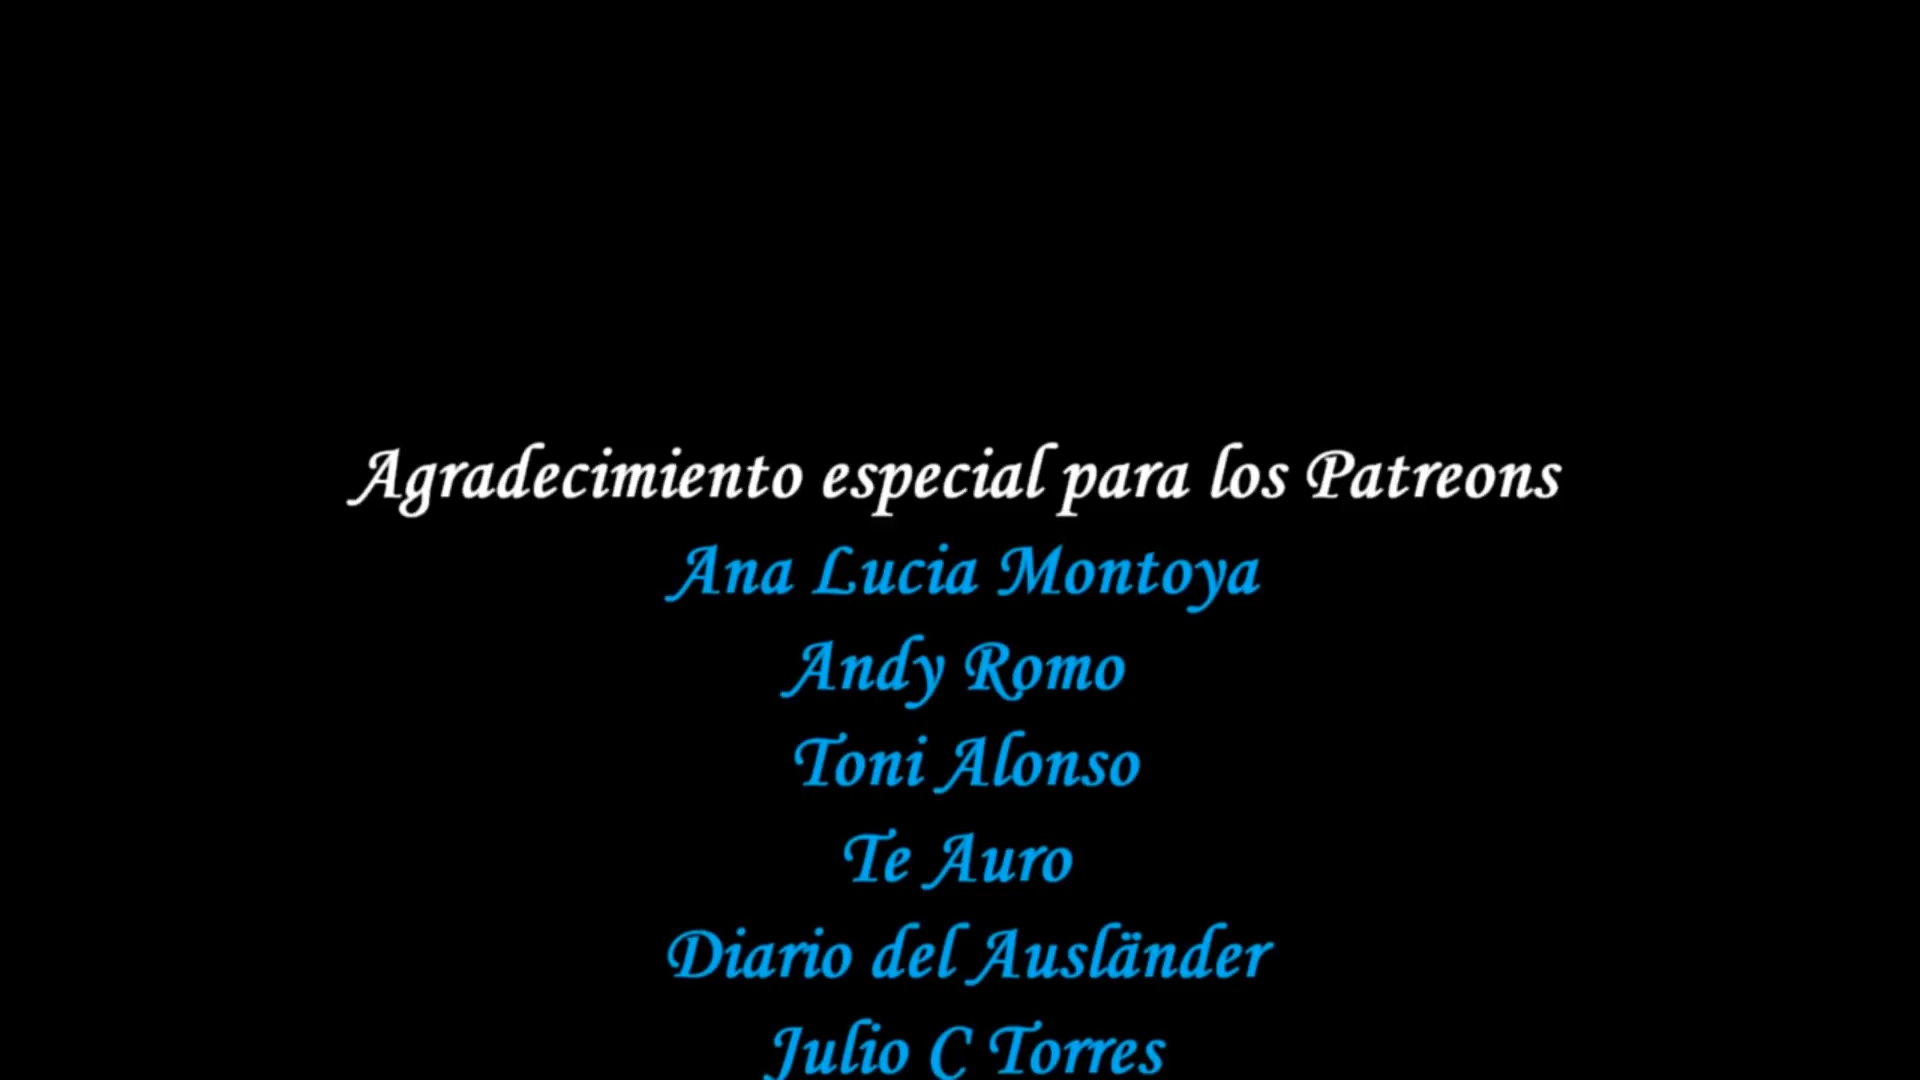 Agradecimiento especial para los Patreons
Ana Lucia Montoya
Andy Romo
Toni Alonso
Te Auro
Diario del Ausländer
Julio C Torres